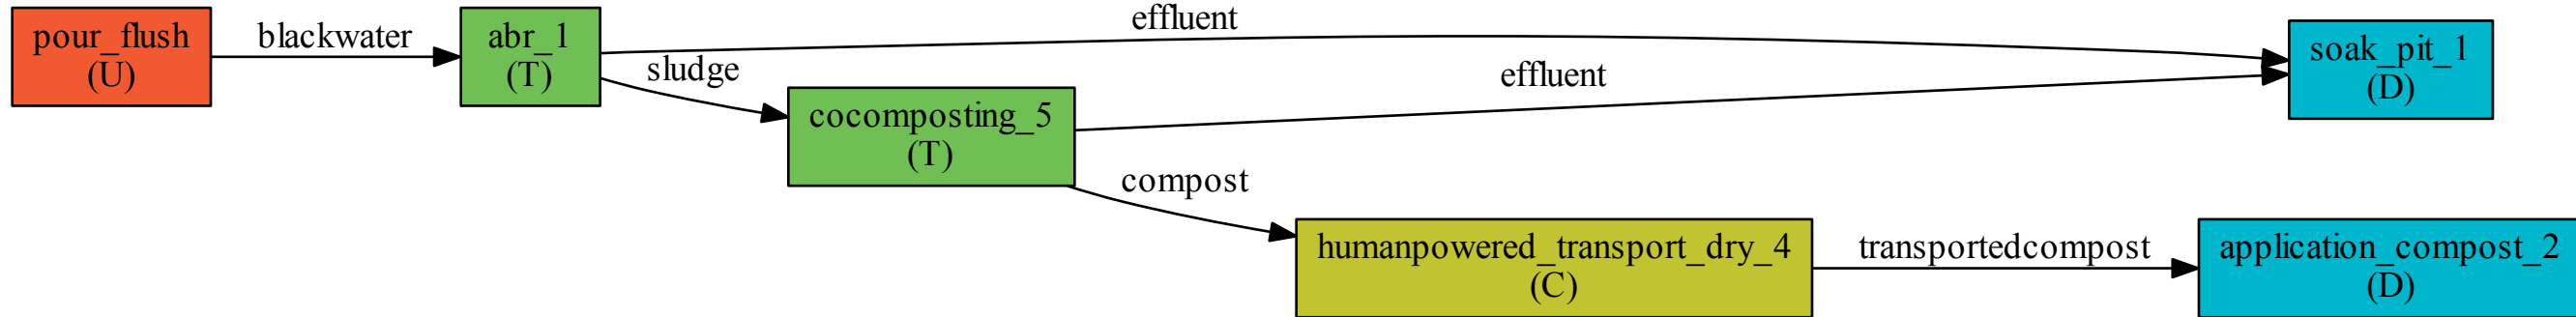 pour_flush
(U)
blackwater
abr_1
(T)
effluent
sludge
cocomposting_5
(T)
effluent
soak_pit_1
(D)
compost
humanpowered_transport_dry_4
(C)
transportedcompost
application_compost_2
(D)